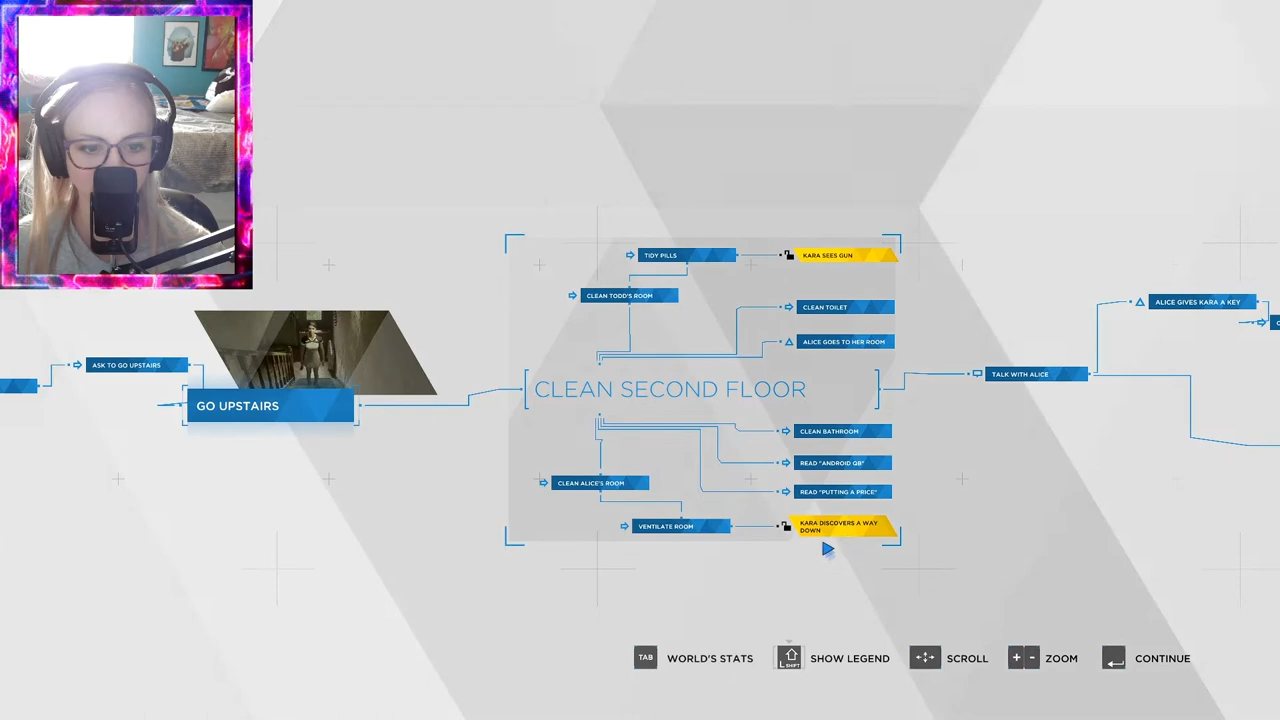 TIDY PILLS
KARA SEES GUN
CLEAN TODD'S ROOM
ALICE GIVES KARA A KEY
CLEAN TOILET
ALICE GOES TO HER ROOM
ASK TO GO UPSTAIRS
TALK WITH ALICE
CLEAN SECOND FLOOR
GO UPSTAIRS
CLEAN BATHROOM
READ "ANDROID QB"
CLEAN ALICE'S ROOM
READ "PUTTING A PRICE"
VENTILATE ROOM
KARA DISCOVERS A WAY
DOWN
TAB WORLD'S STATS
L SHIFT SHOW LEGEND
SCROLL
+ - ZOOM
CONTINUE